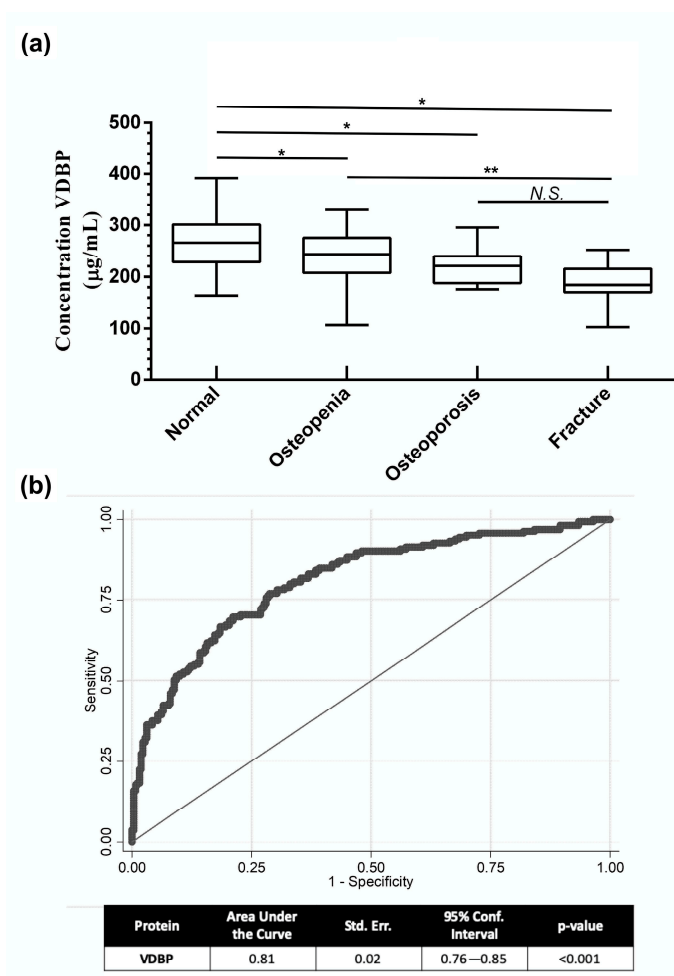 (a)
*
*
*
**
N.S.
500
400
300
200
100
0
Concentration VDBP
(μg/mL)
Normal
Osteopenia
Osteoporosis
Fracture
(b)
1.00
0.75
0.50
0.25
0.00
Sensitivity
0.00 0.25 0.50 0.75 1.00
1 - Specificity
Protein Area Under the Curve Std. Err. 95% Conf. Interval p-value
VDBP 0.81 0.02 0.76—0.85 <0.001